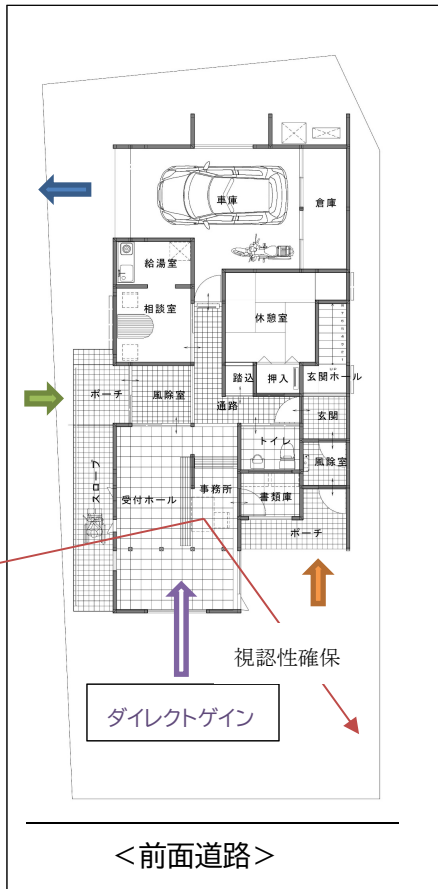 車庫
倉庫
給湯室
相談室
休憩室
踏込
押入
玄関ホール
ポーチ
風除室
通路
玄関
トイレ
風除室
スロープ
受付ホール
事務所
書類庫
ポーチ
視認性確保
ダイレクトゲイン
＜前面道路＞